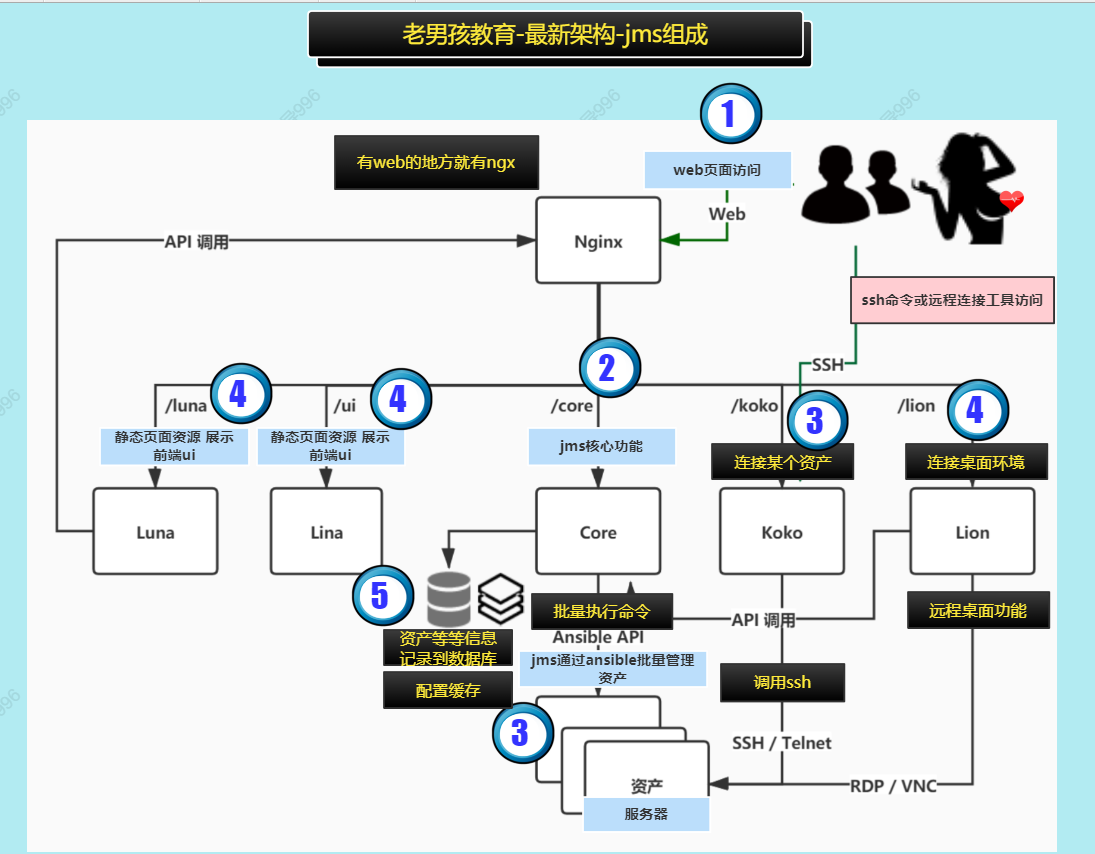 老男孩教育-最新架构-jms组成
1
有web的地方就有ngx
web页面访问
Web
Nginx
API 调用
ssh命令或远程连接工具访问
SSH
2
4
4
3
4
/luna
/ui
/core
/koko
/lion
静态页面资源 展示
前端ui
静态页面资源 展示
前端ui
jms核心功能
连接某个资产
连接桌面环境
Luna
Lina
Core
Koko
Lion
5
批量执行命令
API 调用
远程桌面功能
资产等等信息
记录到数据库
Ansible API
jms通过ansible批量管理
资产
配置缓存
调用ssh
3
SSH / Telnet
资产
RDP / VNC
服务器